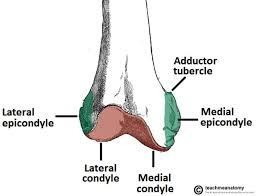 Adductor
tubercle
Lateral
epicondyle
Medial
epicondyle
Lateral
condyle
Medial
condyle
teachmeanatomy